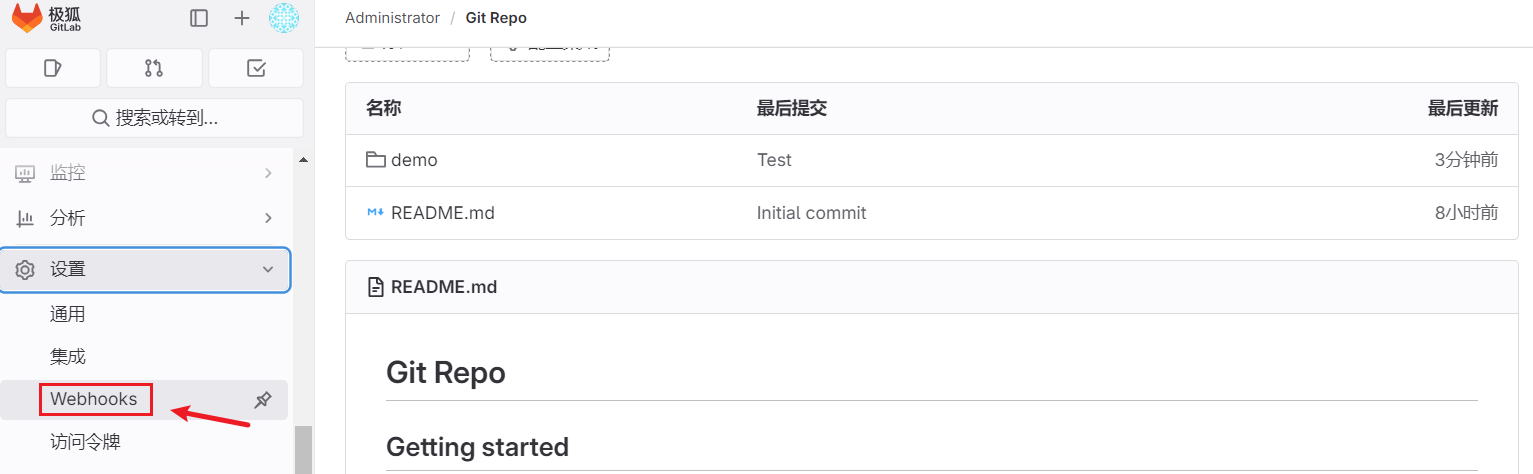 极狐
GitLab
搜索或转到...
监控
分析
设置
通用
集成
Webhooks
访问令牌
Administrator / Git Repo
名称 最后提交 最后更新
demo Test 3分钟前
README.md Initial commit 8小时前
README.md
Git Repo
Getting started